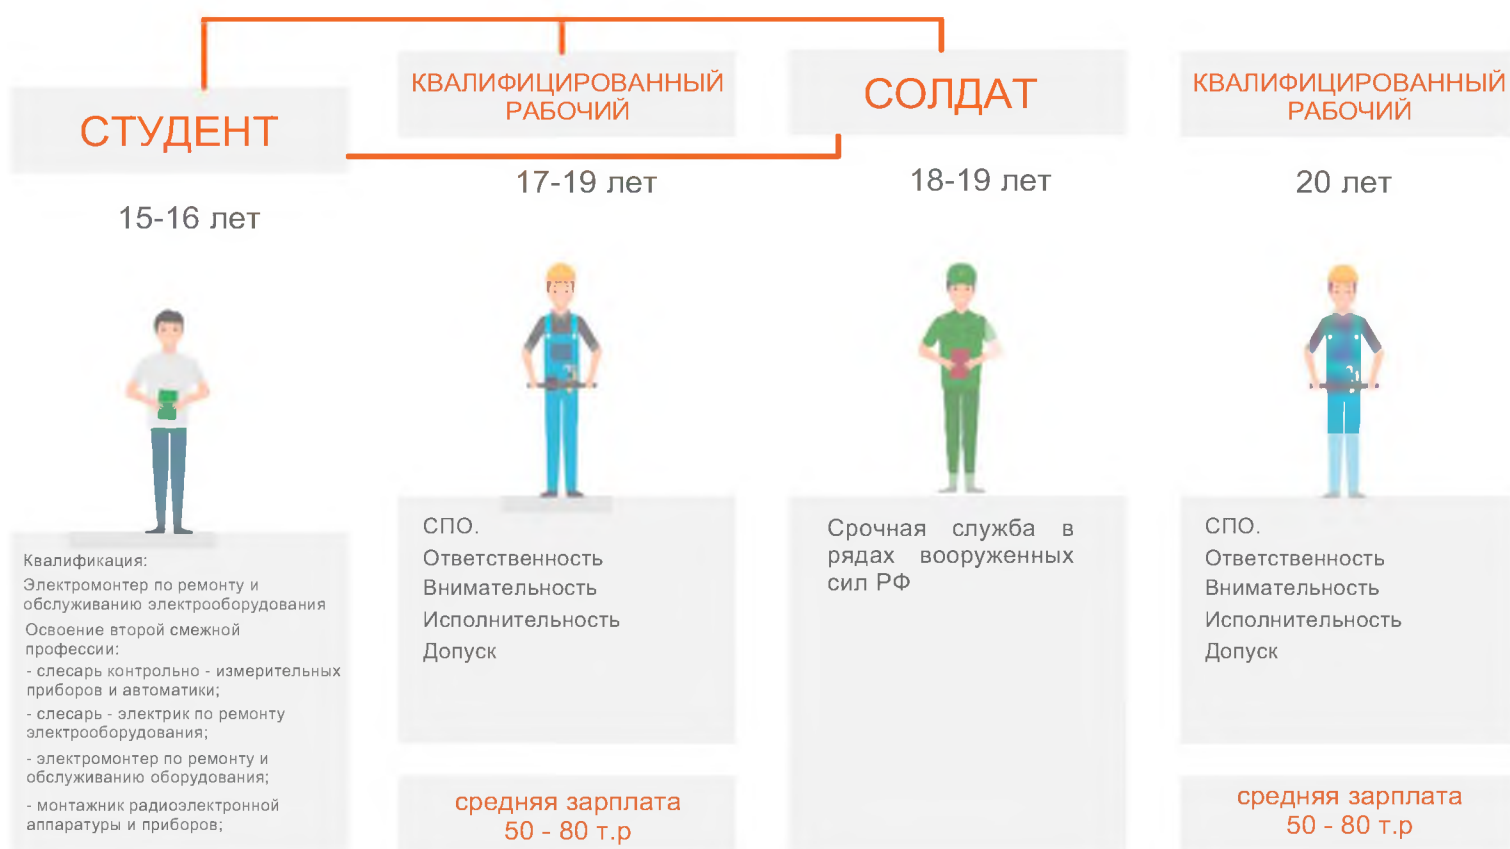 СТУДЕНТ
15-16 лет
Квалификация:
Электромонтер по ремонту и
обслуживанию электрооборудования
Освоение второй смежной
профессии:
- слесарь контрольно - измерительных
приборов и автоматики;
- слесарь - электрик по ремонту
электрооборудования;
- электромонтер по ремонту и
обслуживанию оборудования;
- монтажник радиоэлектронной
аппаратуры и приборов;
КВАЛИФИЦИРОВАННЫЙ
РАБОЧИЙ
17-19 лет
СПО.
Ответственность
Внимательность
Исполнительность
Допуск
средняя зарплата
50 - 80 т.р
СОЛДАТ
18-19 лет
Срочная служба в
рядах вооруженных
сил РФ
КВАЛИФИЦИРОВАННЫЙ
РАБОЧИЙ
20 лет
СПО.
Ответственность
Внимательность
Исполнительность
Допуск
средняя зарплата
50 - 80 т.р